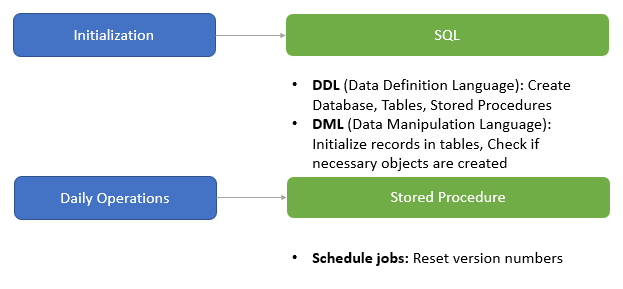 Initialization
SQL
• DDL (Data Definition Language): Create
Database, Tables, Stored Procedures
• DML (Data Manipulation Language):
Initialize records in tables, Check if
necessary objects are created
Daily Operations
Stored Procedure
• Schedule jobs: Reset version numbers